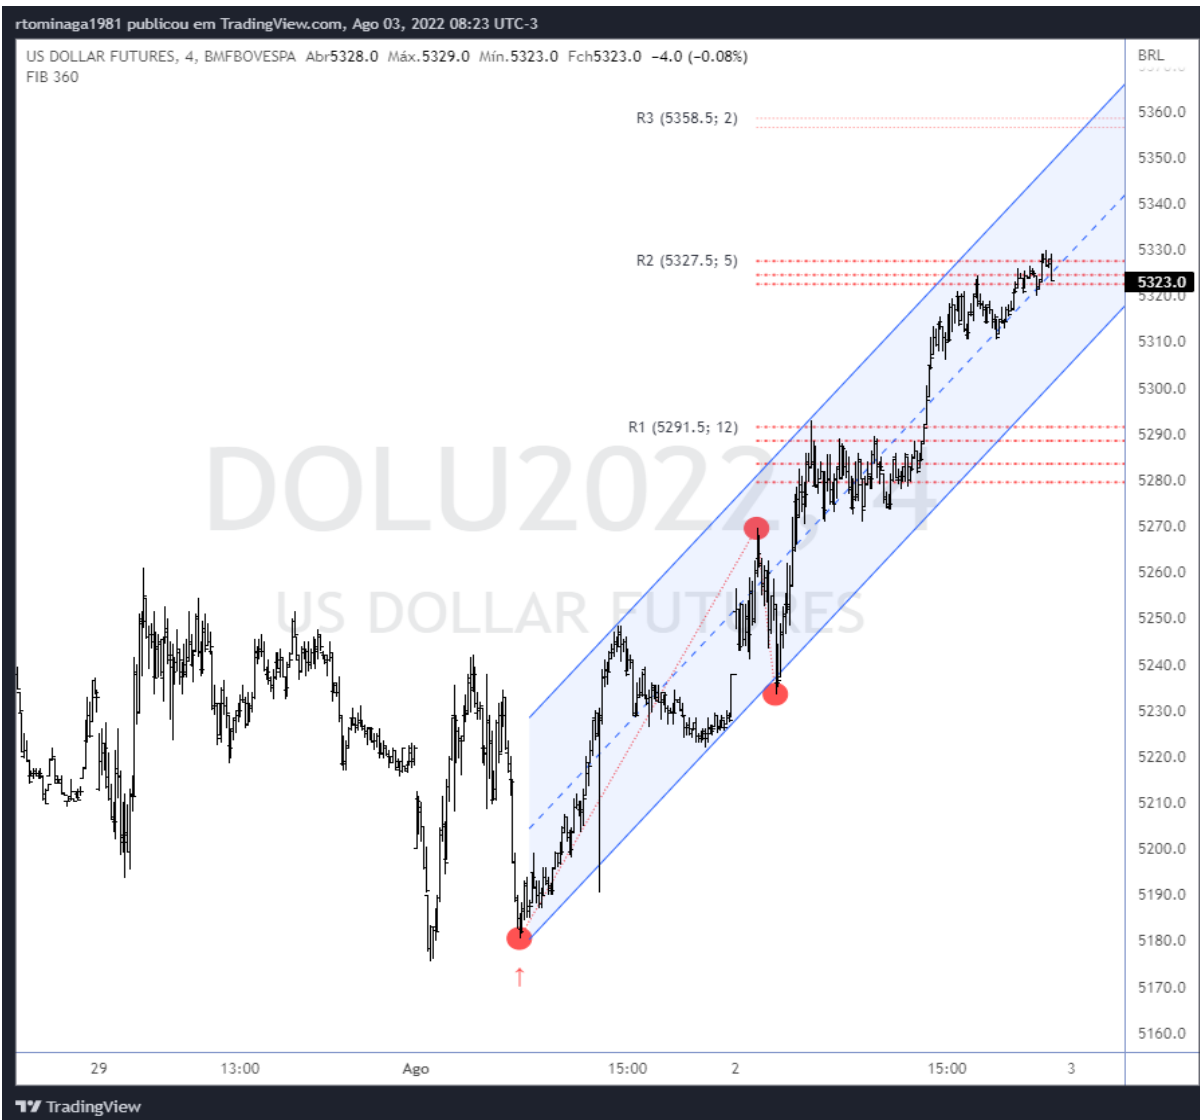 rtominaga1981 publicou em TradingView.com, Ago 03, 2022 08:23 UTC-3
US DOLLAR FUTURES, 4, BMFBOVESPA Abr5328.0 Máx.5329.0 Mín.5323.0 Fch5323.0 −4.0 (−0.08%)
BRL
FIB 360
R3 (5358.5; 2)
5360.0
5350.0
5340.0
5330.0
R2 (5327.5; 5)
5323.0
5320.0
5310.0
5300.0
R1 (5291.5; 12)
5290.0
5280.0
DOLU2022, 4
5270.0
5260.0
US DOLLAR FUTURES
5250.0
5240.0
5230.0
5220.0
5210.0
5200.0
5190.0
5180.0
5170.0
5160.0
29 13:00 Ago 15:00 2 15:00 3
TradingView